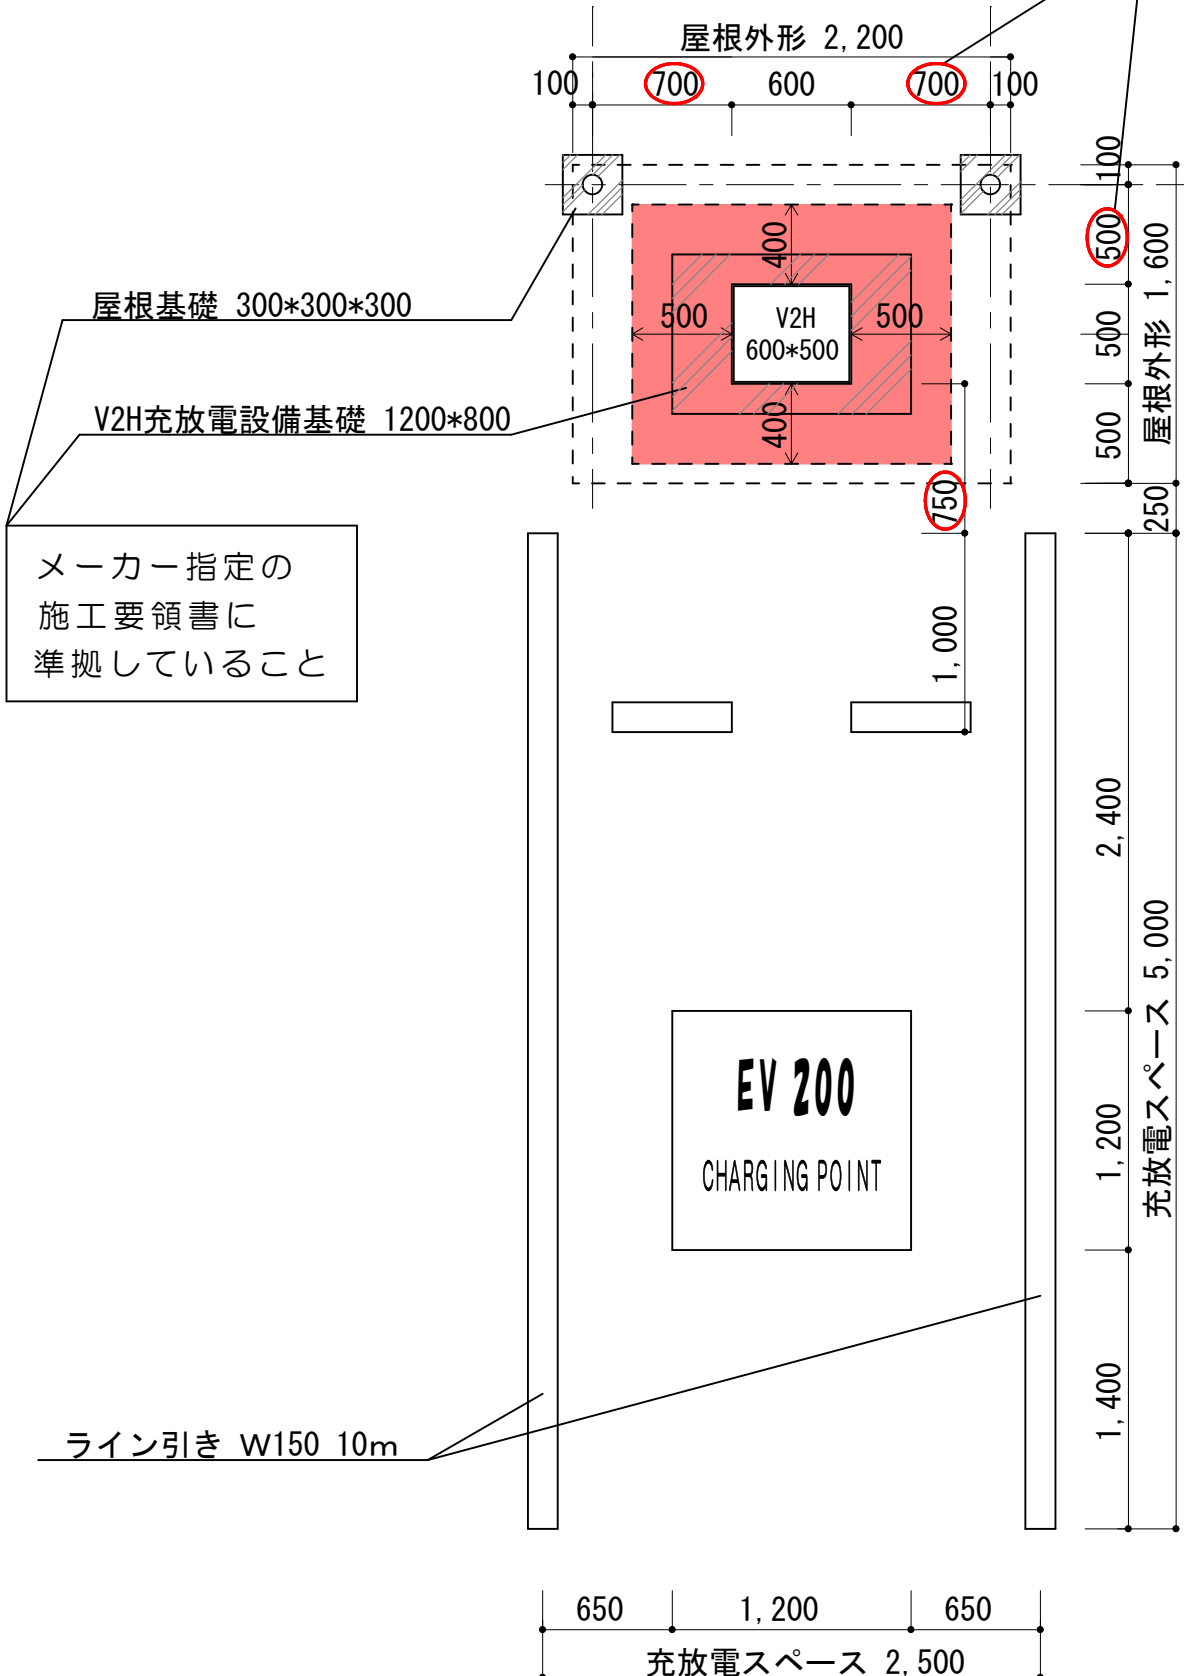 屋根外形 2,200
100
700
600
700
100
100
500
500
500
屋根外形 1,600
250
400
500
V2H
600*500
500
400
屋根基礎 300*300*300
V2H充放電設備基礎 1200*800
750
メーカー指定の
施工要領書に
準拠していること
1,000
2,400
充放電スペース 5,000
EV 200
CHARGING POINT
1,200
1,400
ライン引き W150 10m
650
1,200
650
充放電スペース 2,500